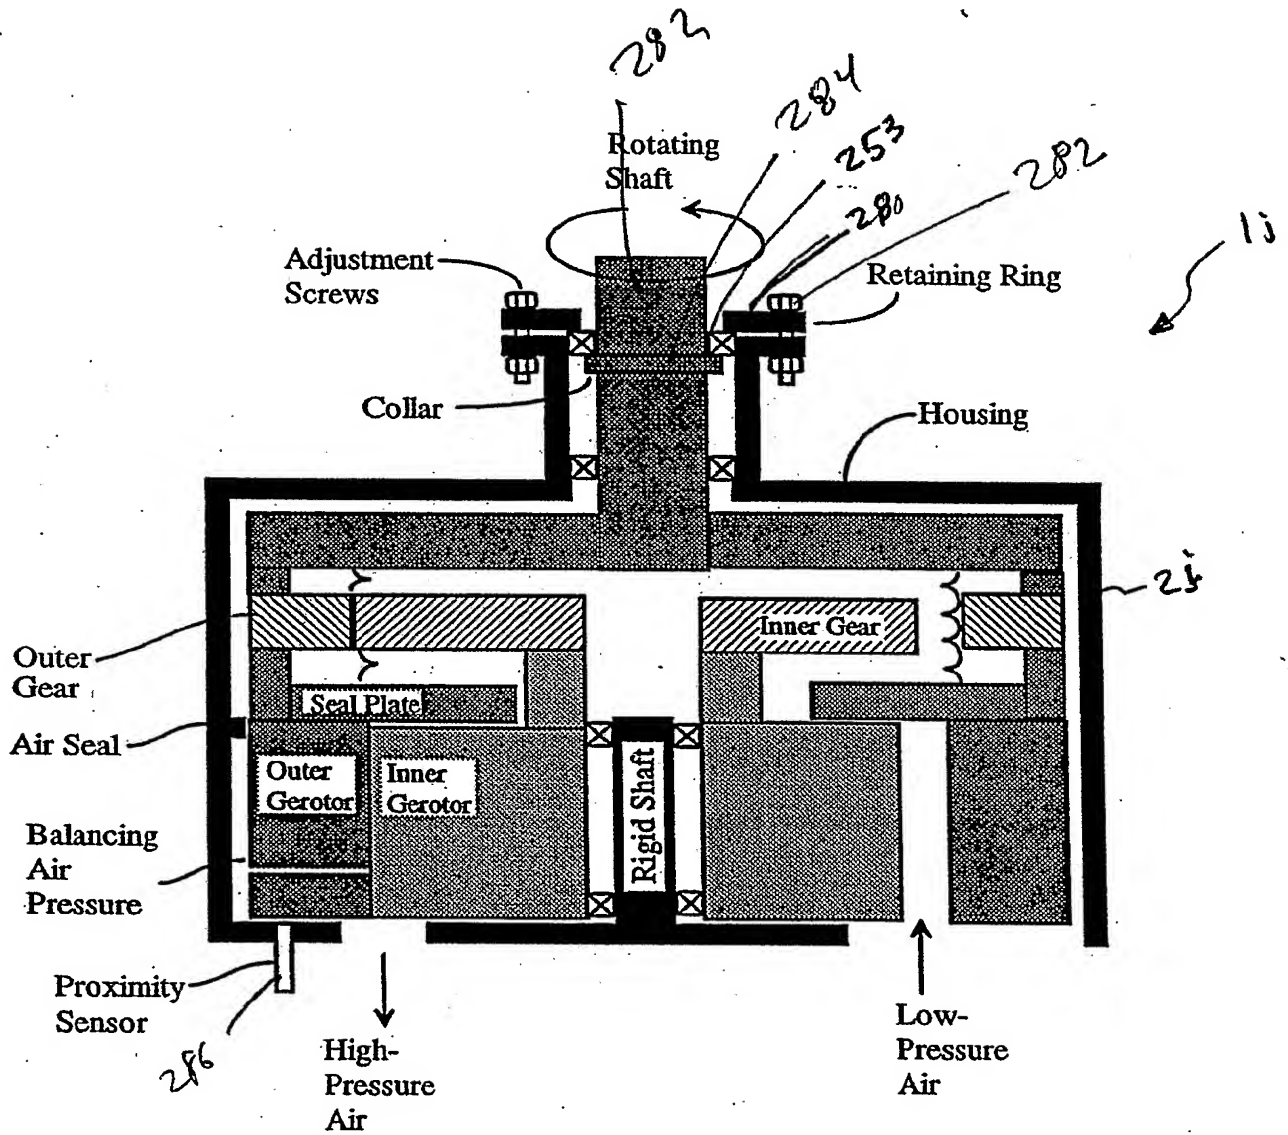 282
284
Rotating
Shaft
253
282
280
1j
Adjustment
Screws
Retaining Ring
Collar
Housing
2j
Inner Gear
Outer
Gear
Seal Plate
Air Seal
Outer
Gerotor
Inner
Gerotor
Rigid Shaft
Balancing
Air
Pressure
Proximity
Sensor
286
High-
Pressure
Air
Low-
Pressure
Air